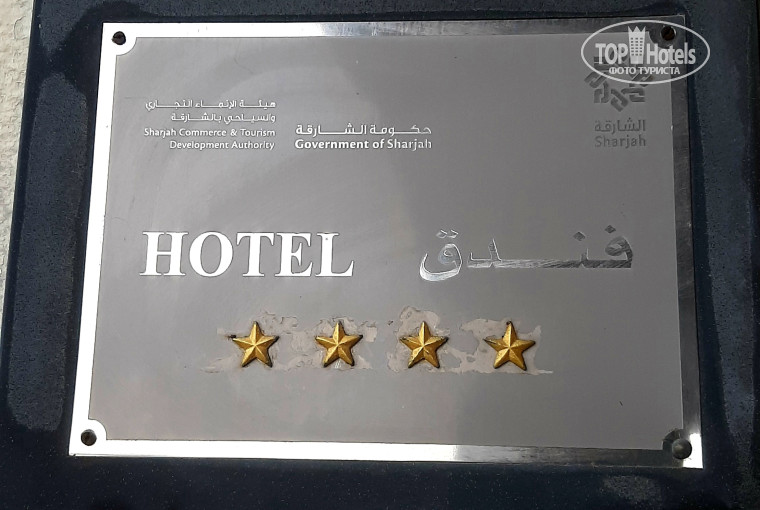 TOP Hotels
ФОТО ТУРИСТА
هيئة الإنماء التجاري
والسياحي بالشارقة
Sharjah Commerce & Tourism
Development Authority
حكومة الشارقة
Government of Sharjah
الشارقة
Sharjah
HOTEL فندق